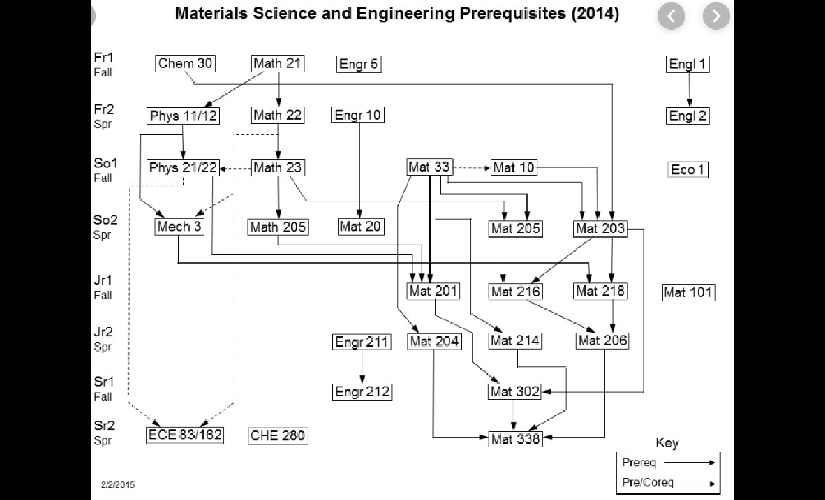 Materials Science and Engineering Prerequisites (2014)
Fr1 Fall
Chem 30
Math 21
Engr 5
Engl 1
Fr2 Spr
Phys 11/12
Math 22
Engr 10
Engl 2
So1 Fall
Phys 21/22
Math 23
Mat 33
Mat 10
Eco 1
So2 Spr
Mech 3
Math 205
Mat 20
Mat 205
Mat 203
Jr1 Fall
Mat 201
Mat 216
Mat 218
Mat 101
Jr2 Spr
Engr 211
Mat 204
Mat 214
Mat 206
Sr1 Fall
Engr 212
Mat 302
Sr2 Spr
ECE 83/162
CHE 280
Mat 338
Key
Prereq
Pre/Coreq
2/2/2015